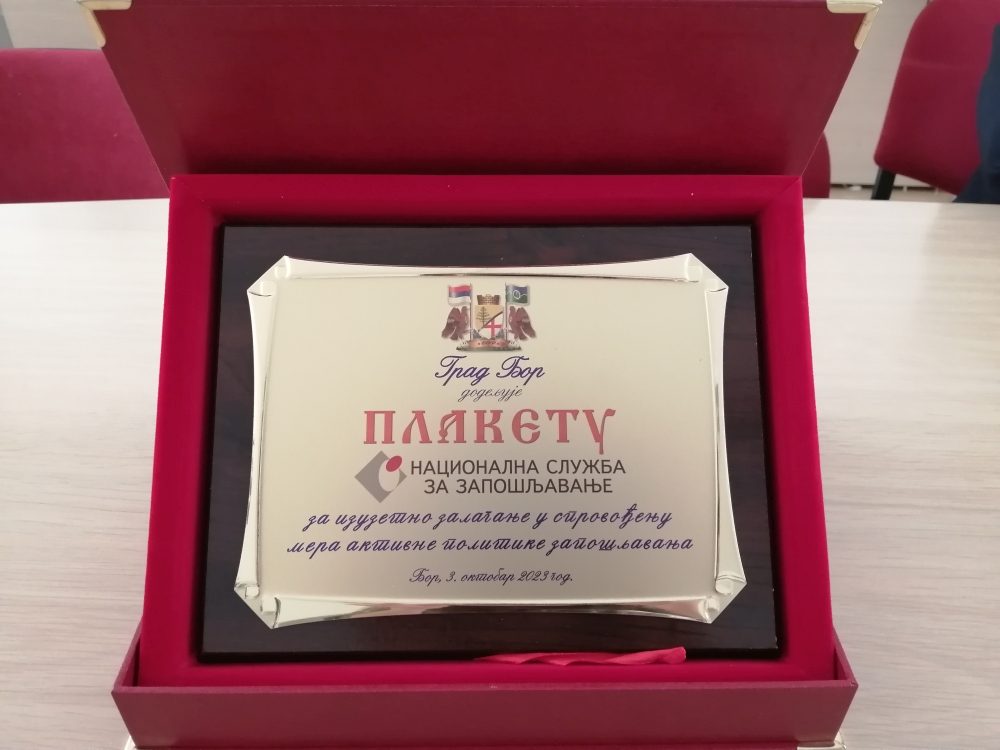 Град Бор
додељује
ПЛАКЕТУ
НАЦИОНАЛНА СЛУЖБА
ЗА ЗАПОШЉАВАЊЕ
за изузетно залагање у спровођењу
мера активне политике запошљавања
Бор, 3. октобар 2023 год.